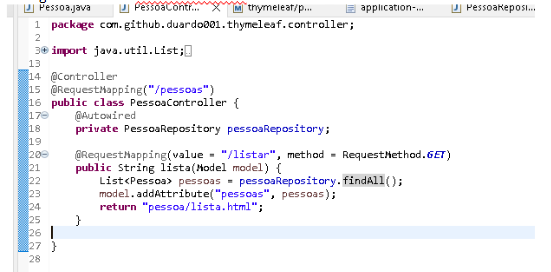 Pessoa.java PessoaContr... thymeleaf/p... application-... PessoaReposi...
1 package com.github.duardo001.thymeleaf.controller;
2
3 import java.util.List;
13
14 @Controller
15 @RequestMapping("/pessoas")
16 public class PessoaController {
17 @Autowired
18 private PessoaRepository pessoaRepository;
19
20 @RequestMapping(value = "/listar", method = RequestMethod.GET)
21 public String lista(Model model) {
22 List<Pessoa> pessoas = pessoaRepository.findAll();
23 model.addAttribute("pessoas", pessoas);
24 return "pessoa/lista.html";
25 }
26
27 }
28